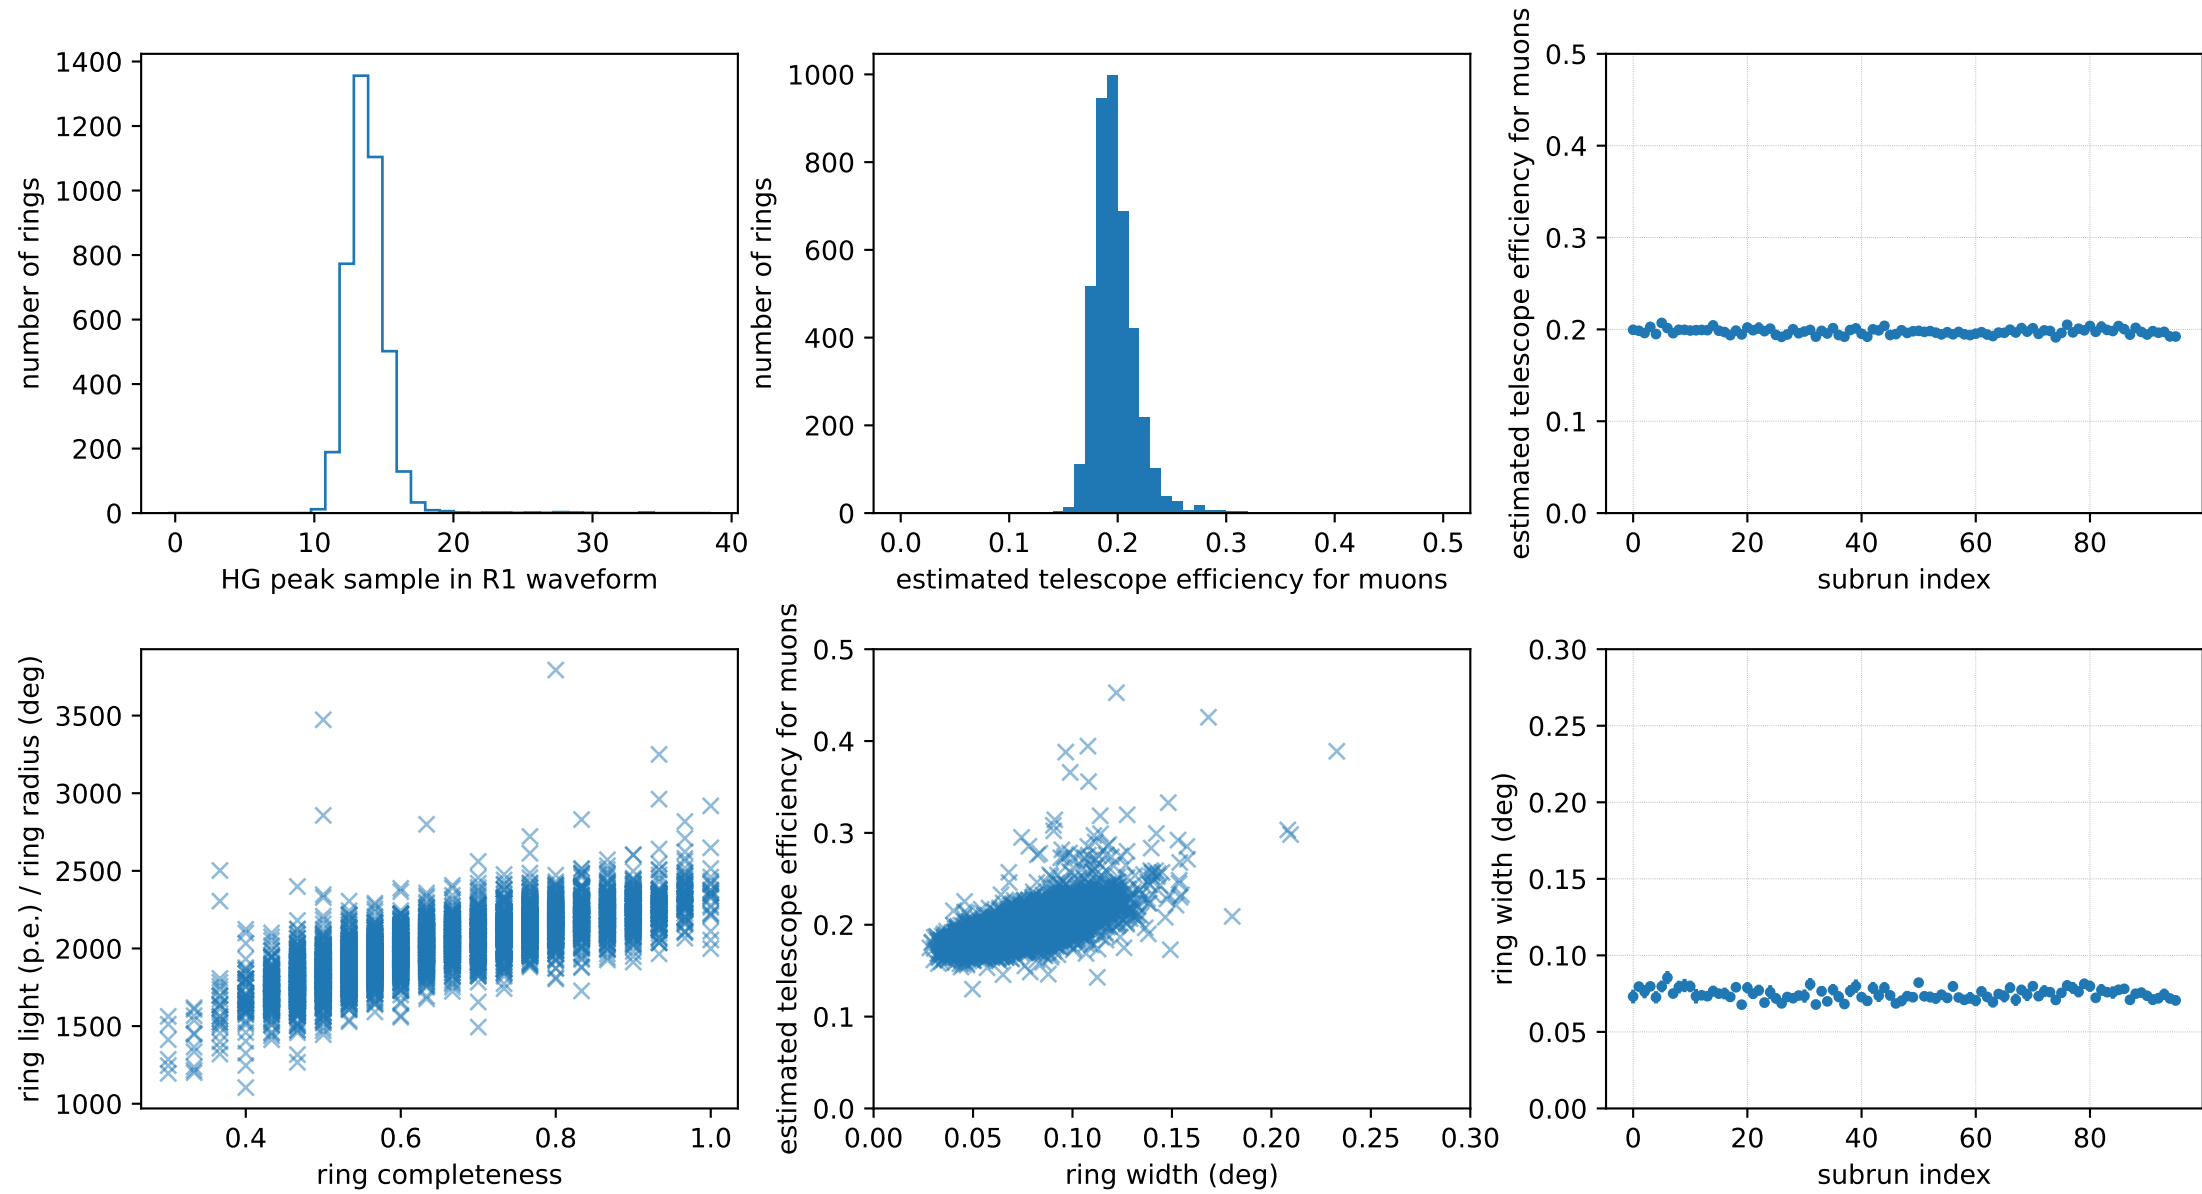 1400
1200
1000
800
600
400
200
0
number of rings
0 10 20 30 40
HG peak sample in R1 waveform
1000
800
600
400
200
0
number of rings
0.0 0.1 0.2 0.3 0.4 0.5
estimated telescope efficiency for muons
0.5
0.4
0.3
0.2
0.1
0.0
estimated telescope efficiency for muons
0 20 40 60 80
subrun index
3500
3000
2500
2000
1500
1000
ring light (p.e.) / ring radius (deg)
0.4 0.6 0.8 1.0
ring completeness
0.5
0.4
0.3
0.2
0.1
0.0
estimated telescope efficiency for muons
0.00 0.05 0.10 0.15 0.20 0.25 0.30
ring width (deg)
0.30
0.25
0.20
0.15
0.10
0.05
0.00
ring width (deg)
0 20 40 60 80
subrun index